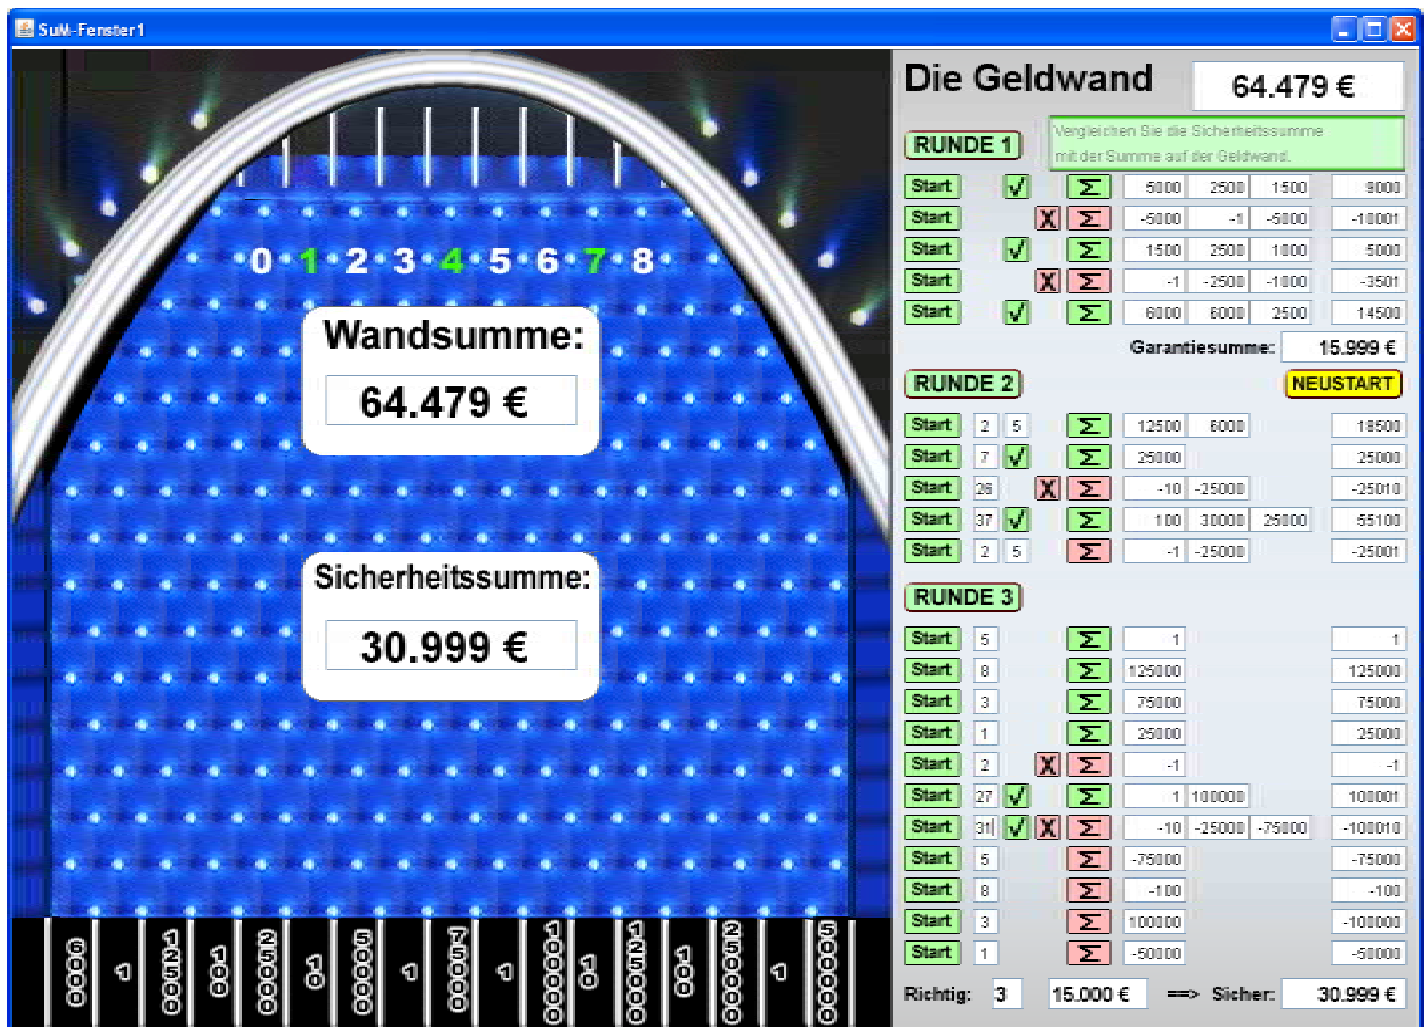 SuM-Fenster1
0 1 2 3 4 5 6 7 8
Wandsumme:
64.479 €
Sicherheitssumme:
30.999 €
6000 1 12500 100 25000 10 50000 1 75000 1 100000 10 125000 100 250000 1 500000
Die Geldwand 64.479 €
RUNDE 1
Vergleichen Sie die Sicherheitssumme
mit der Summe auf der Geldwand.
Start √ Σ 5000 2500 1500 9000
Start X Σ -5000 -1 -5000 -10001
Start √ Σ 1500 2500 1000 5000
Start X Σ -1 -2500 -1000 -3501
Start √ Σ 6000 6000 2500 14500
Garantiesumme: 15.999 €
RUNDE 2 NEUSTART
Start 2 5 Σ 12500 6000 18500
Start 7 √ Σ 25000 25000
Start 26 X Σ -10 -25000 -25010
Start 37 √ Σ 100 30000 25000 55100
Start 2 5 Σ -1 -25000 -25001
RUNDE 3
Start 5 Σ 1 1
Start 8 Σ 125000 125000
Start 3 Σ 75000 75000
Start 1 Σ 25000 25000
Start 2 X Σ -1 -1
Start 27 √ Σ 1 100000 100001
Start 31 √ X Σ -10 -25000 -75000 -100010
Start 5 Σ -75000 -75000
Start 8 Σ -100 -100
Start 3 Σ 100000 -100000
Start 1 Σ -50000 -50000
Richtig: 3 15.000 € ==> Sicher: 30.999 €